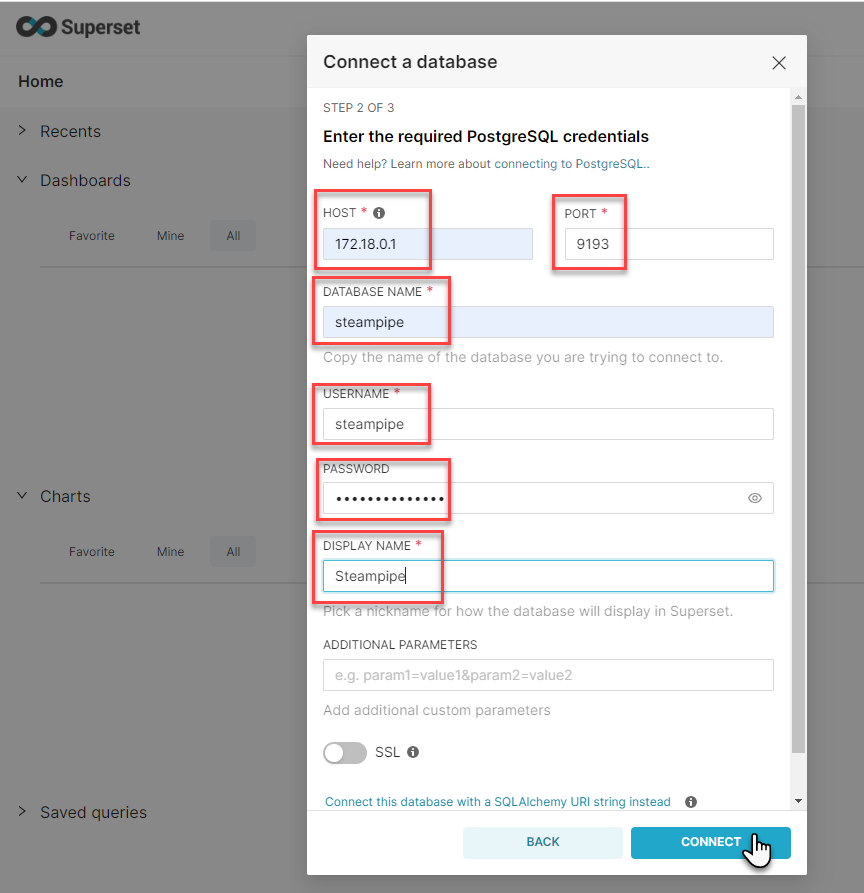 Superset
Home
Recents
Dashboards
Favorite Mine All
Charts
Favorite Mine All
Saved queries
Connect a database
STEP 2 OF 3
Enter the required PostgreSQL credentials
Need help? Learn more about connecting to PostgreSQL..
HOST * PORT *
172.18.0.1 9193
DATABASE NAME *
steampipe
Copy the name of the database you are trying to connect to.
USERNAME *
steampipe
PASSWORD
••••••••••••••
DISPLAY NAME *
Steampipe
Pick a nickname for how the database will display in Superset.
ADDITIONAL PARAMETERS
e.g. param1=value1&param2=value2
Add additional custom parameters
SSL
Connect this database with a SQLAlchemy URI string instead
BACK CONNECT